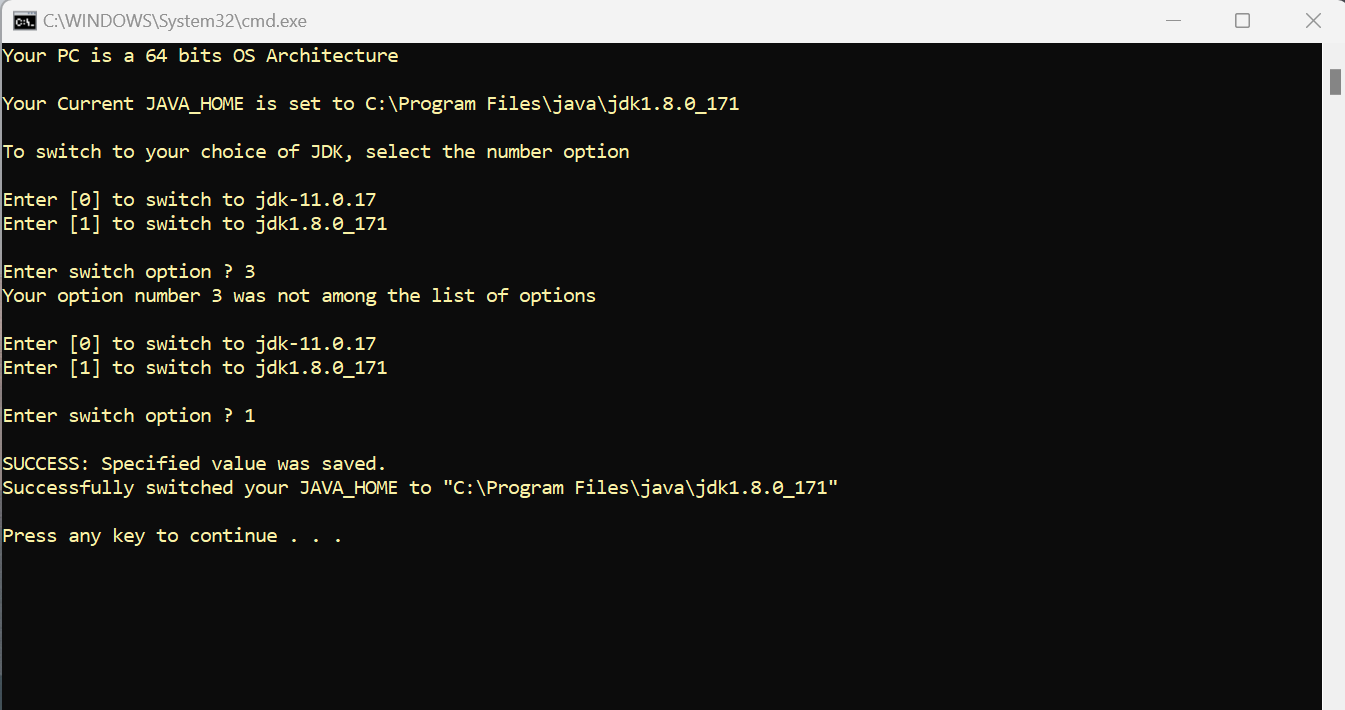 C:\WINDOWS\System32\cmd.exe
Your PC is a 64 bits OS Architecture
Your Current JAVA_HOME is set to C:\Program Files\java\jdk1.8.0_171
To switch to your choice of JDK, select the number option
Enter [0] to switch to jdk-11.0.17
Enter [1] to switch to jdk1.8.0_171
Enter switch option ? 3
Your option number 3 was not among the list of options
Enter [0] to switch to jdk-11.0.17
Enter [1] to switch to jdk1.8.0_171
Enter switch option ? 1
SUCCESS: Specified value was saved.
Successfully switched your JAVA_HOME to "C:\Program Files\java\jdk1.8.0_171"
Press any key to continue . . .